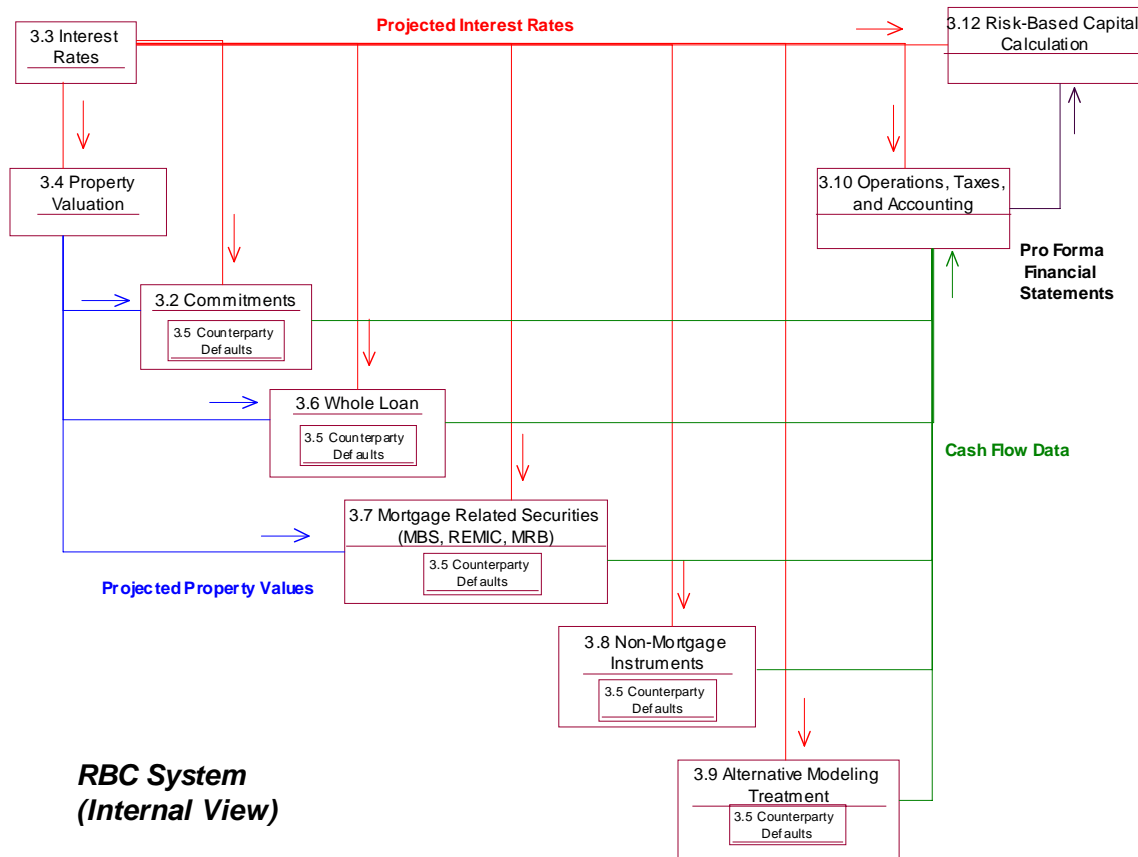 Projected Interest Rates
3.3 Interest
Rates
3.12 Risk-Based Capital
Calculation
3.4 Property
Valuation
3.10 Operations, Taxes,
and Accounting
Pro Forma
Financial
Statements
3.2 Commitments
3.5 Counterparty
Defaults
3.6 Whole Loan
3.5 Counterparty
Defaults
Cash Flow Data
3.7 Mortgage Related Securities
(MBS, REMIC, MRB)
3.5 Counterparty
Defaults
Projected Property Values
3.8 Non-Mortgage
Instruments
3.5 Counterparty
Defaults
3.9 Alternative Modeling
Treatment
3.5 Counterparty
Defaults
RBC System
(Internal View)